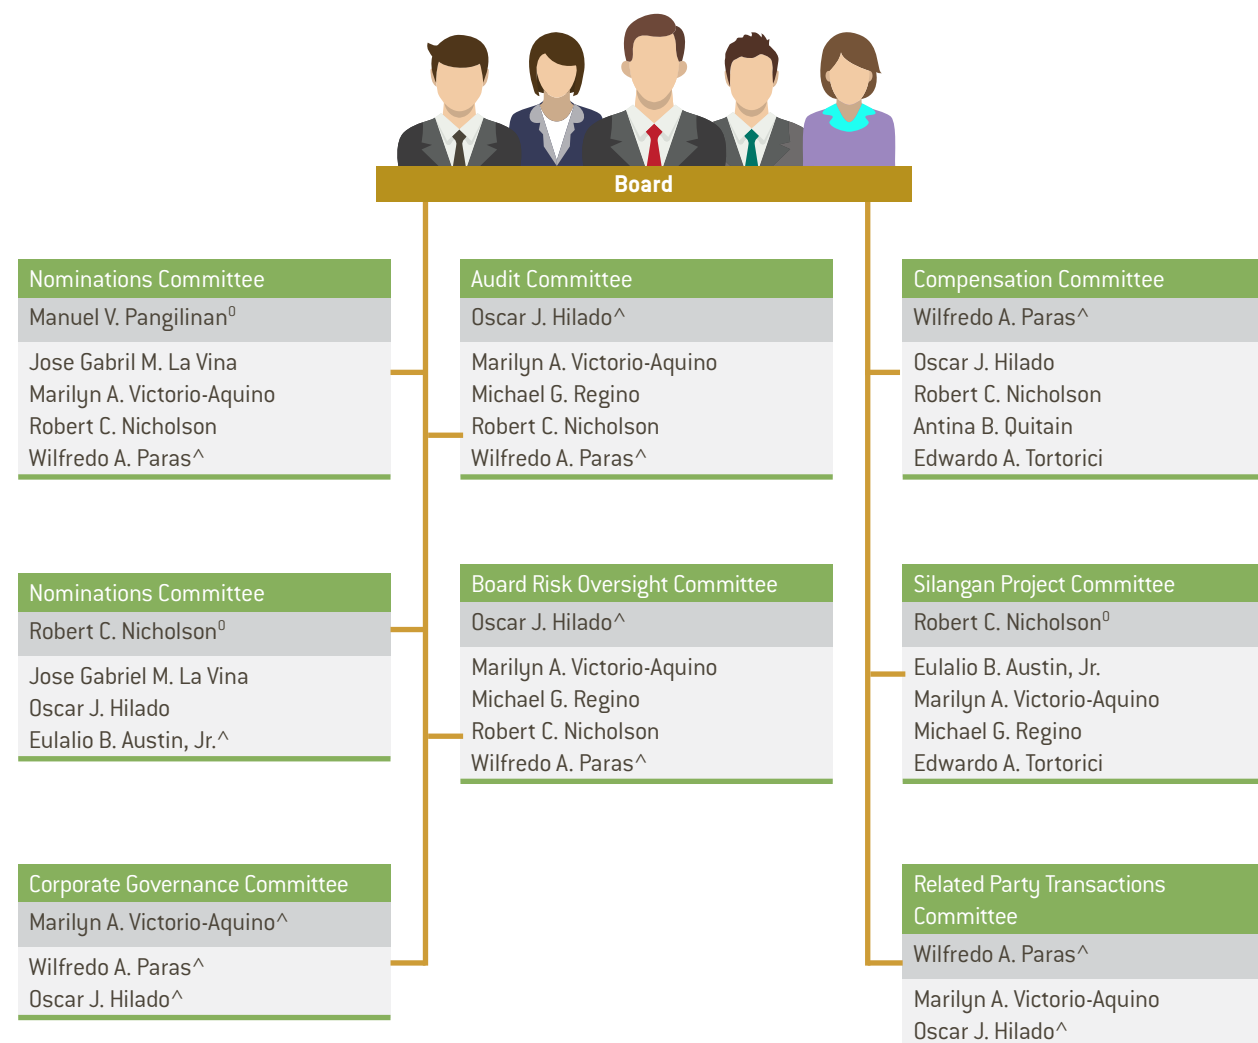 Board
Nominations Committee
Manuel V. Pangilinan⁰
Jose Gabril M. La Vina
Marilyn A. Victorio-Aquino
Robert C. Nicholson
Wilfredo A. Paras^
Audit Committee
Oscar J. Hilado^
Marilyn A. Victorio-Aquino
Michael G. Regino
Robert C. Nicholson
Wilfredo A. Paras^
Compensation Committee
Wilfredo A. Paras^
Oscar J. Hilado
Robert C. Nicholson
Antina B. Quitain
Edwardo A. Tortorici
Nominations Committee
Robert C. Nicholson⁰
Jose Gabriel M. La Vina
Oscar J. Hilado
Eulalio B. Austin, Jr.^
Board Risk Oversight Committee
Oscar J. Hilado^
Marilyn A. Victorio-Aquino
Michael G. Regino
Robert C. Nicholson
Wilfredo A. Paras^
Silangan Project Committee
Robert C. Nicholson⁰
Eulalio B. Austin, Jr.
Marilyn A. Victorio-Aquino
Michael G. Regino
Edwardo A. Tortorici
Corporate Governance Committee
Marilyn A. Victorio-Aquino^
Wilfredo A. Paras^
Oscar J. Hilado^
Related Party Transactions
Committee
Wilfredo A. Paras^
Marilyn A. Victorio-Aquino
Oscar J. Hilado^